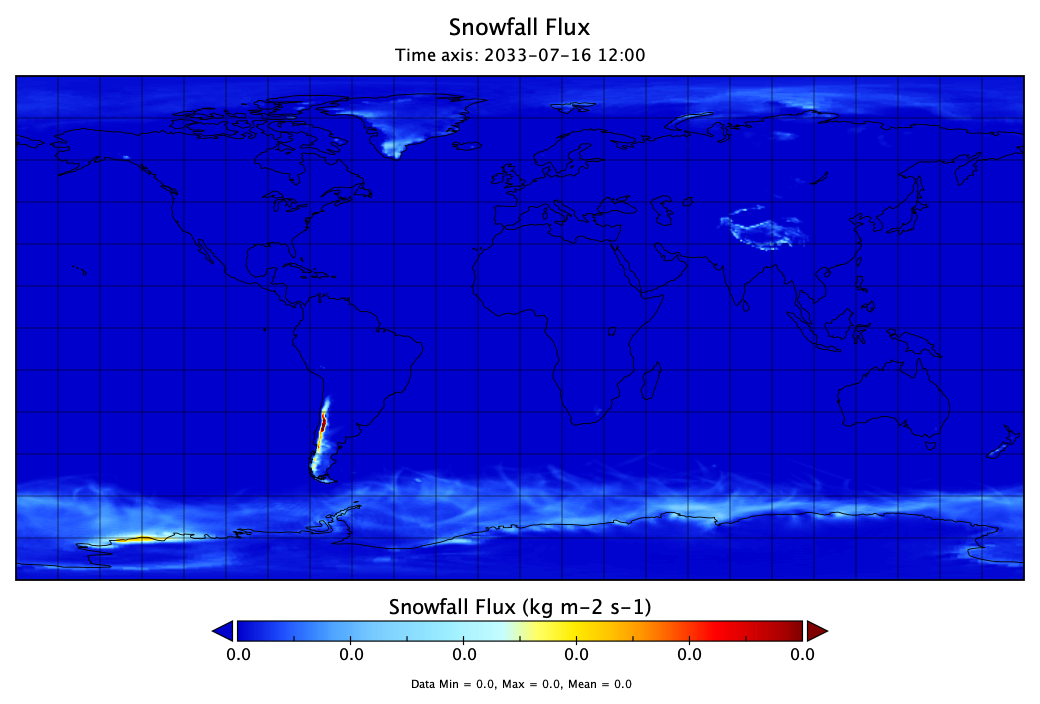 Snowfall Flux
Time axis: 2033-07-16 12:00
Snowfall Flux (kg m-2 s-1)
0.0 0.0 0.0 0.0 0.0 0.0
Data Min = 0.0, Max = 0.0, Mean = 0.0